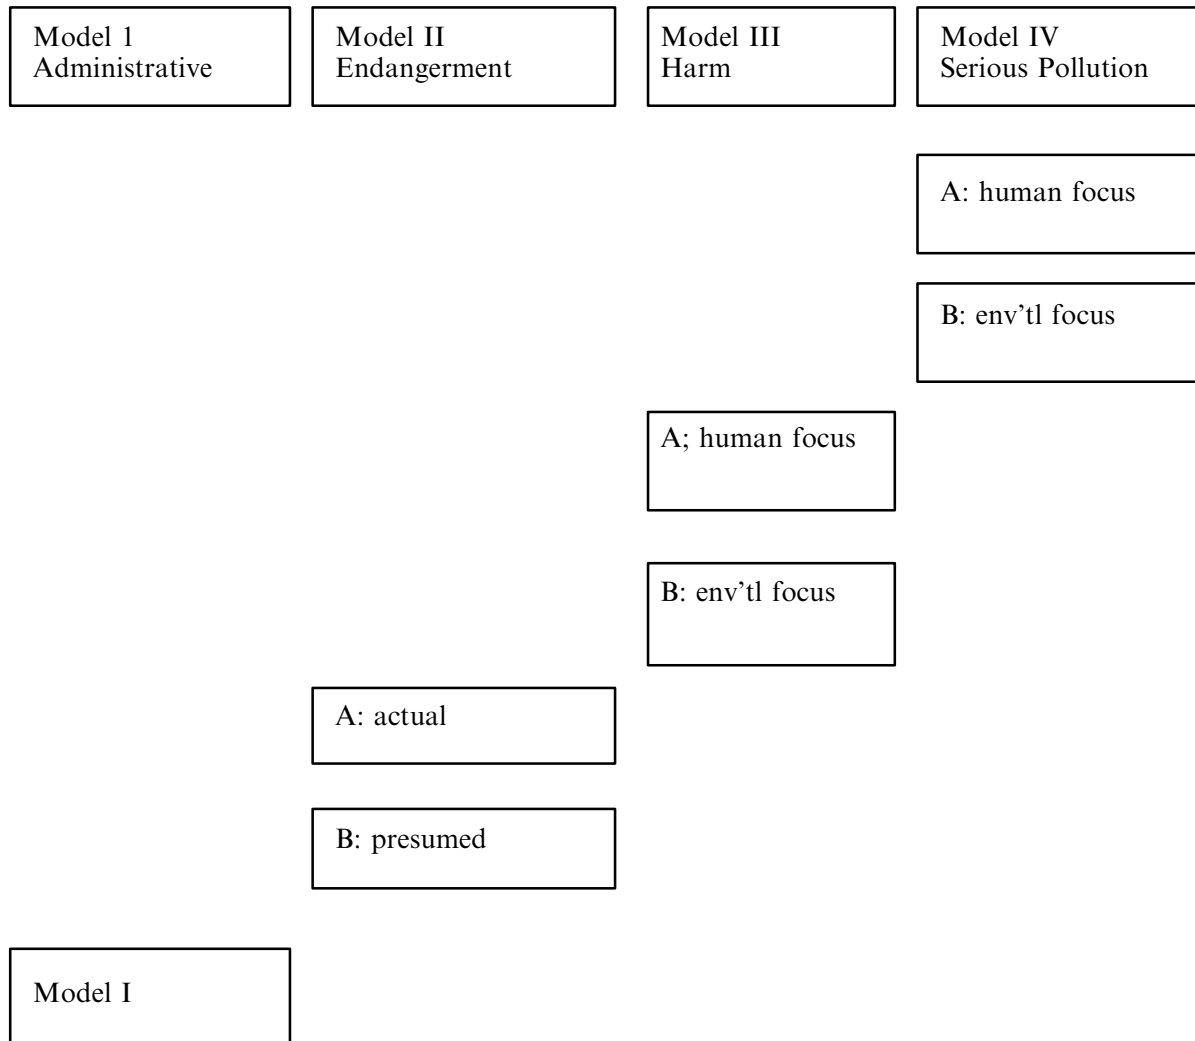 Model 1
Administrative
Model II
Endangerment
Model III
Harm
Model IV
Serious Pollution
A: human focus
B: env'tl focus
A; human focus
B: env’tl focus
A: actual
B: presumed
Model I